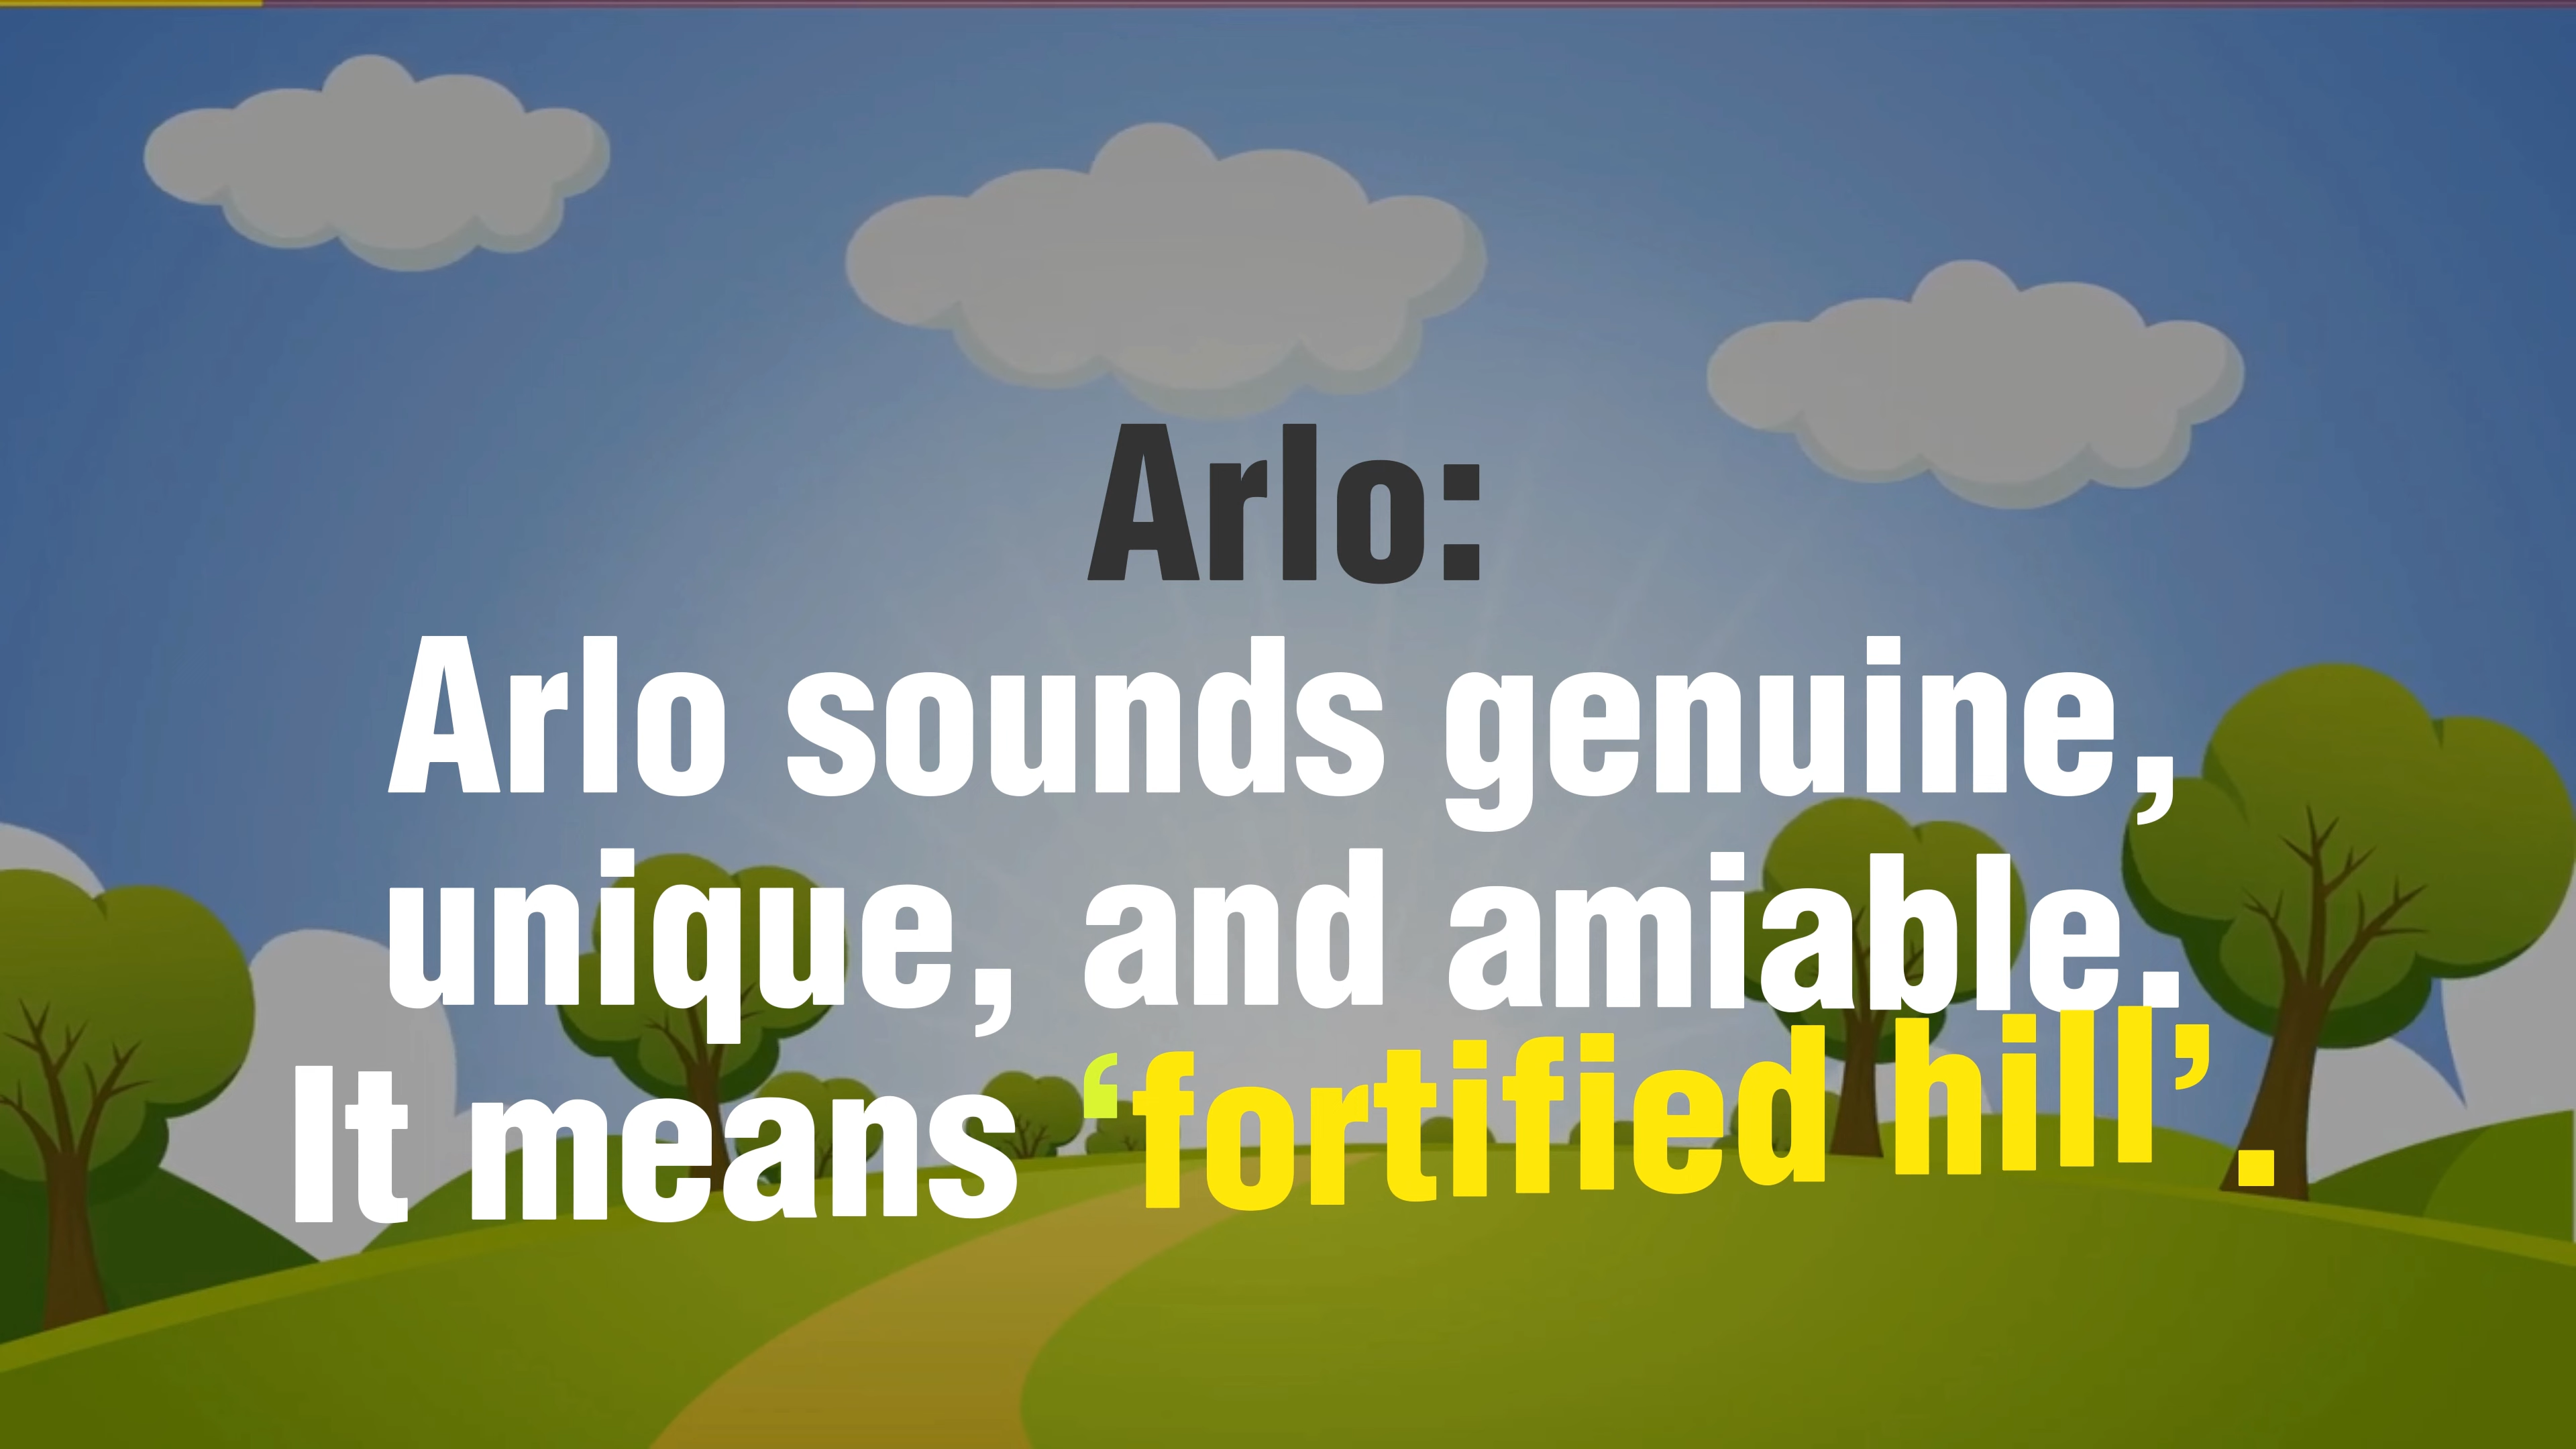 Arlo:
Arlo sounds genuine,
unique, and amiable.
It means ‘fortified hill’.